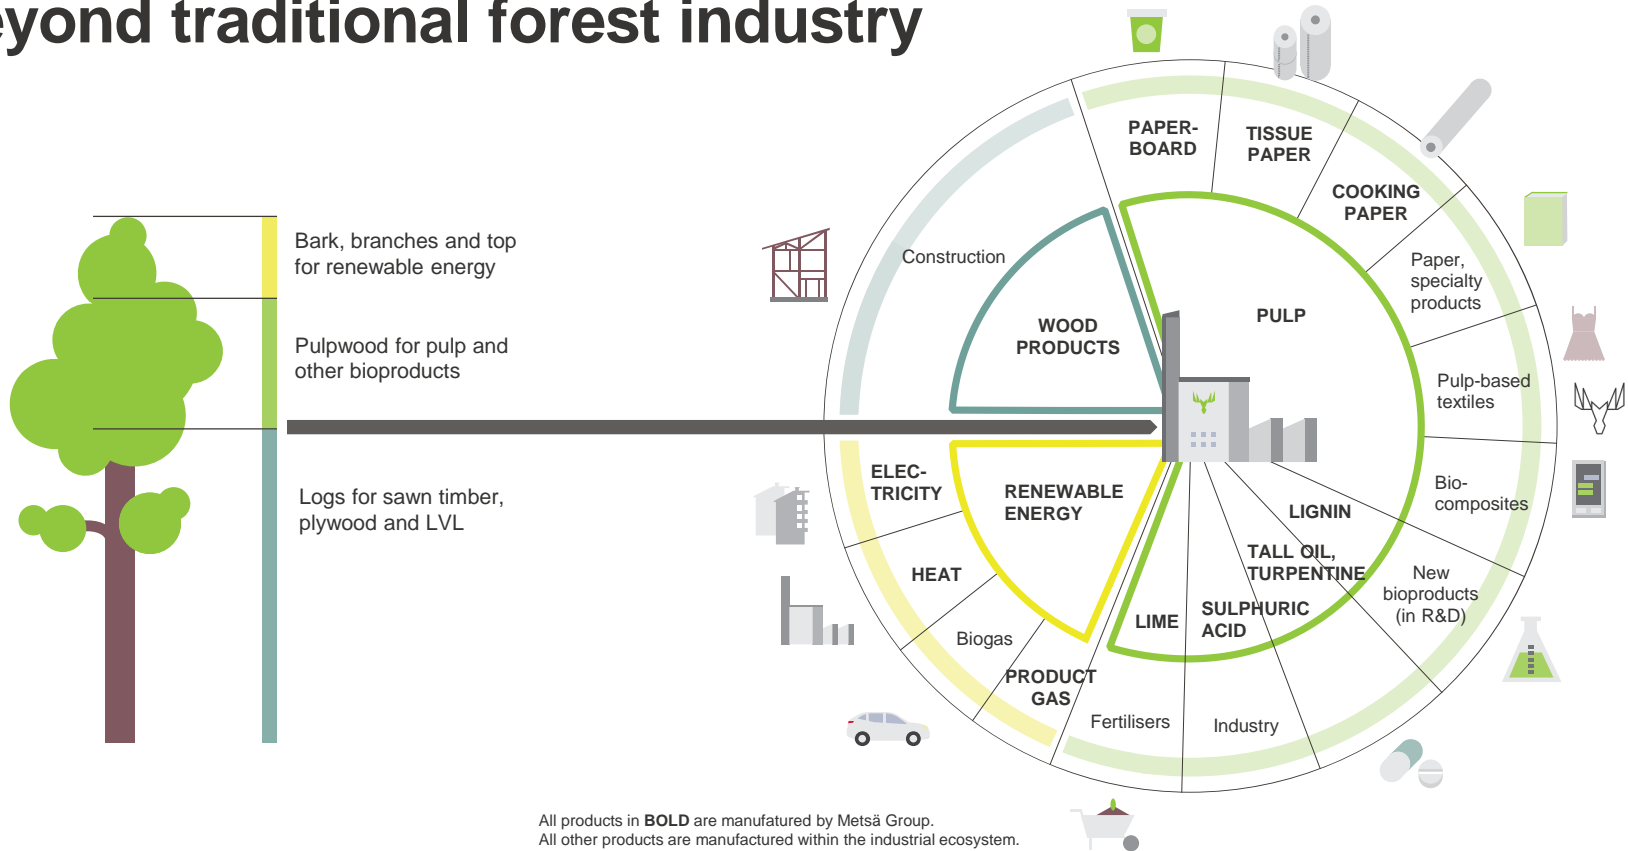 eyond traditional forest industry
Bark, branches and top
for renewable energy
Pulpwood for pulp and
other bioproducts
Logs for sawn timber,
plywood and LVL
PAPER-
BOARD
TISSUE
PAPER
COOKING
PAPER
Paper,
specialty
products
Pulp-based
textiles
Bio-
composites
New
bioproducts
(in R&D)
Industry
Fertilisers
PRODUCT
GAS
Biogas
HEAT
ELEC-
TRICITY
Construction
WOOD
PRODUCTS
PULP
RENEWABLE
ENERGY
LIGNIN
TALL OIL,
TURPENTINE
SULPHURIC
ACID
LIME
All products in BOLD are manufatured by Metsä Group.
All other products are manufactured within the industrial ecosystem.